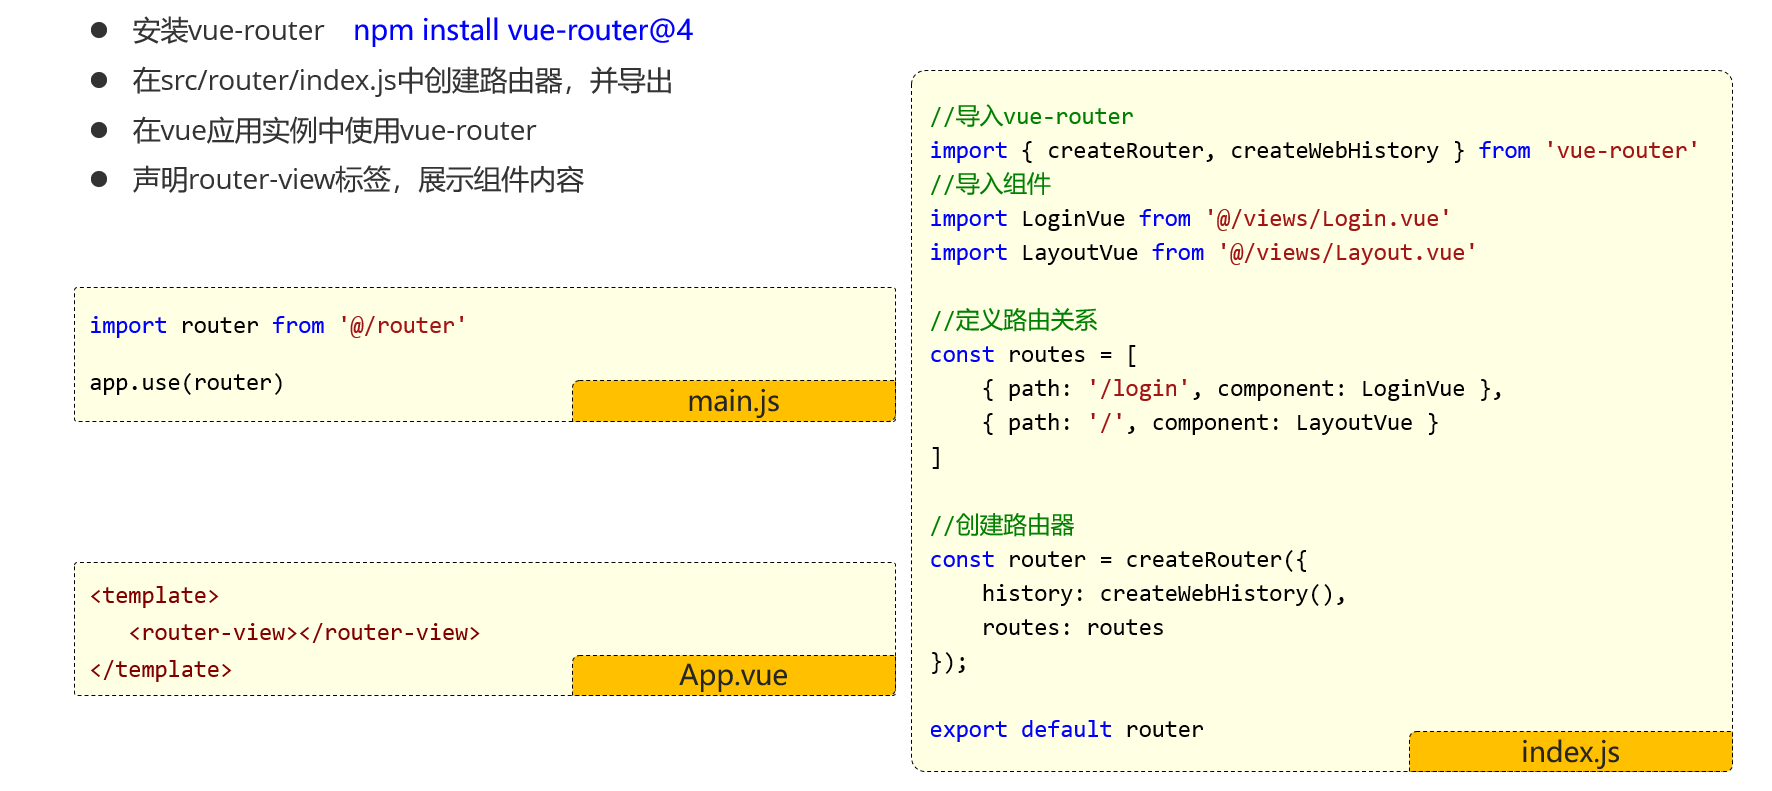 ● 安装vue-router npm install vue-router@4
● 在src/router/index.js中创建路由器，并导出
● 在vue应用实例中使用vue-router
● 声明router-view标签，展示组件内容
import router from '@/router'
app.use(router)
main.js
<template>
<router-view></router-view>
</template>
App.vue
//导入vue-router
import { createRouter, createWebHistory } from 'vue-router'
//导入组件
import LoginVue from '@/views/Login.vue'
import LayoutVue from '@/views/Layout.vue'
//定义路由关系
const routes = [
{ path: '/login', component: LoginVue },
{ path: '/', component: LayoutVue }
]
//创建路由器
const router = createRouter({
history: createWebHistory(),
routes: routes
});
export default router
index.js